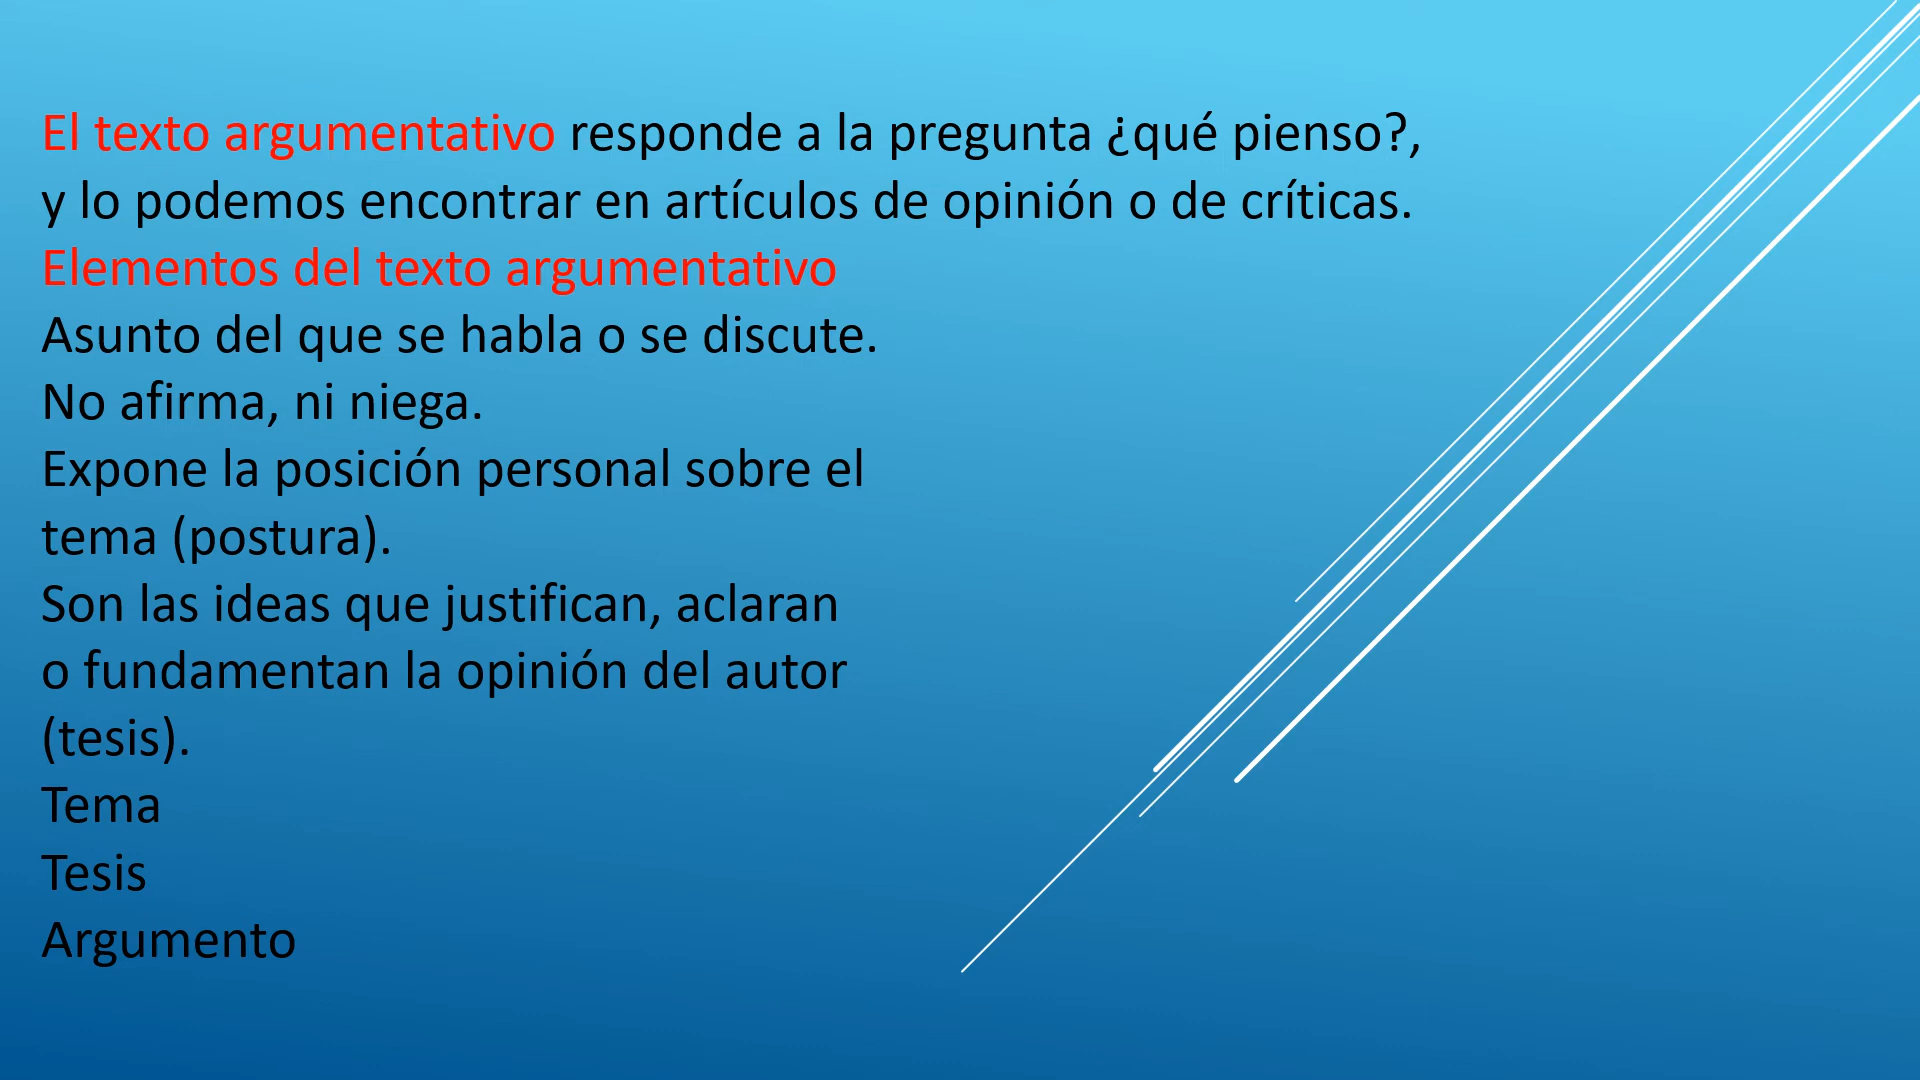 El texto argumentativo responde a la pregunta ¿qué pienso?,
y lo podemos encontrar en artículos de opinión o de críticas.
Elementos del texto argumentativo
Asunto del que se habla o se discute.
No afirma, ni niega.
Expone la posición personal sobre el
tema (postura).
Son las ideas que justifican, aclaran
o fundamentan la opinión del autor
(tesis).
Tema
Tesis
Argumento